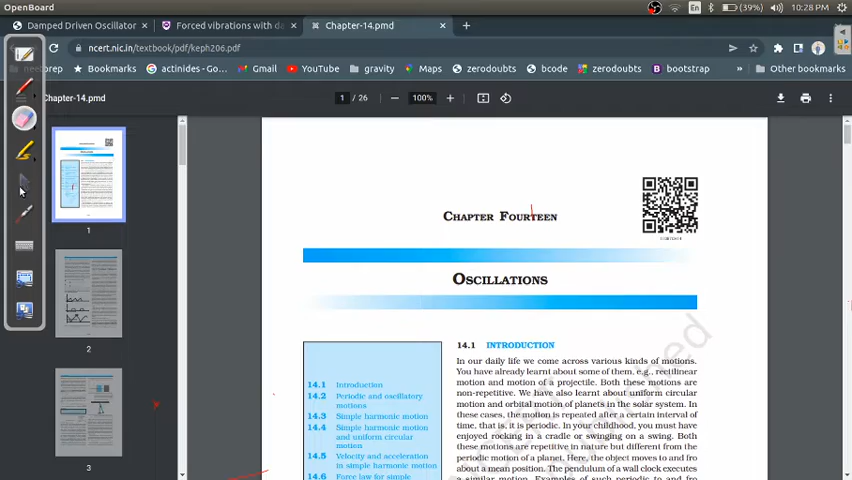 OpenBoard
(39%)
10:28 PM
Damped Driven Oscillator
Forced vibrations with da
Chapter-14.pmd
ncert.nic.in/textbook/pdf/keph206.pdf
Bookmarks
actinides - Google
Gmail
YouTube
gravity
Maps
zerodoubts
bcode
zerodoubts
bootstrap
Other bookmarks
Chapter-14.pmd
1 / 26
100%
1
2
3
CHAPTER FOURTEEN
OSCILLATIONS
14.1 Introduction
14.2 Periodic and oscillatory
motions
14.3 Simple harmonic motion
14.4 Simple harmonic motion
and uniform circular
motion
14.5 Velocity and acceleration
in simple harmonic motion
14.6 Force law for simple
14.1 INTRODUCTION
In our daily life we come across various kinds of motions.
You have already learnt about some of them, e.g., rectilinear
motion and motion of a projectile. Both these motions are
non-repetitive. We have also learnt about uniform circular
motion and orbital motion of planets in the solar system. In
these cases, the motion is repeated after a certain interval of
time, that is, it is periodic. In your childhood, you must have
enjoyed rocking in a cradle or swinging on a swing. Both
these motions are repetitive in nature but different from the
periodic motion of a planet. Here, the object moves to and fro
about a mean position. The pendulum of a wall clock executes
a similar motion. Examples of such periodic to and fro